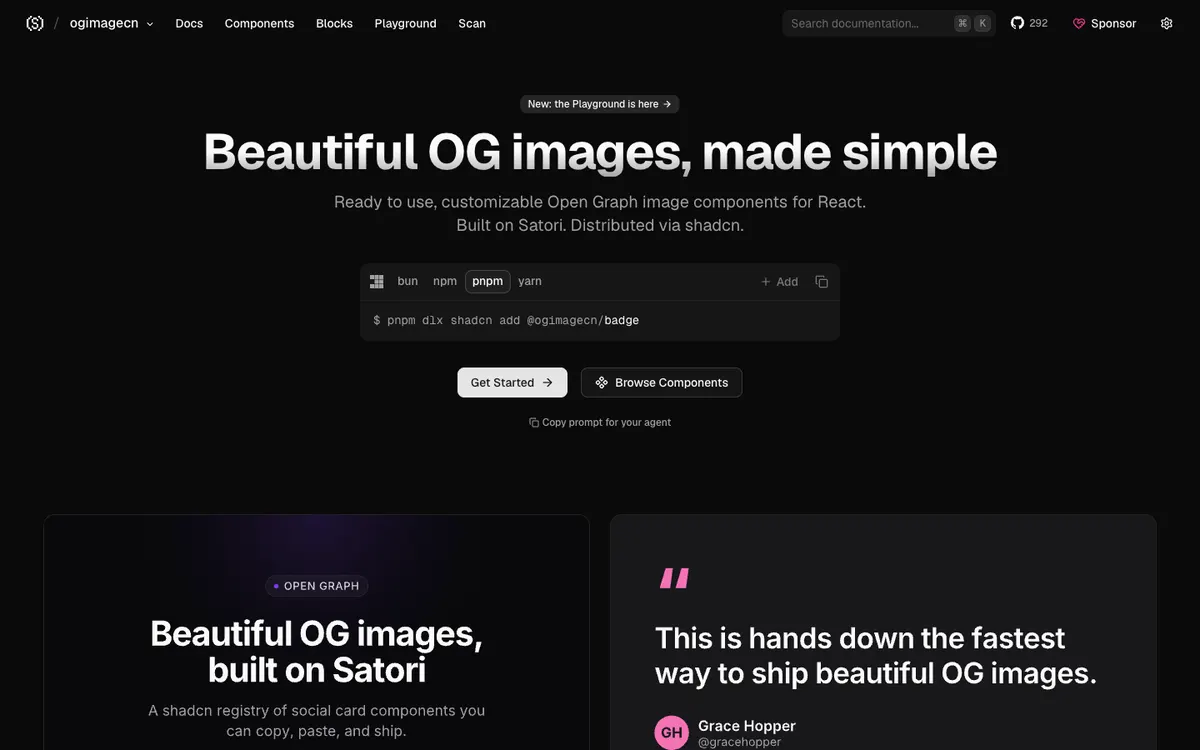 / ogimagecn Docs Components Blocks Playground Scan Search documentation... ⌘ K 292 Sponsor
New: the Playground is here →
Beautiful OG images, made simple
Ready to use, customizable Open Graph image components for React.
Built on Satori. Distributed via shadcn.
bun npm pnpm yarn + Add
$ pnpm dlx shadcn add @ogimagecn/badge
Get Started → Browse Components
Copy prompt for your agent
OPEN GRAPH
Beautiful OG images,
built on Satori
A shadcn registry of social card components you
can copy, paste, and ship.
"
This is hands down the fastest
way to ship beautiful OG images.
GH Grace Hopper
@gracehopper